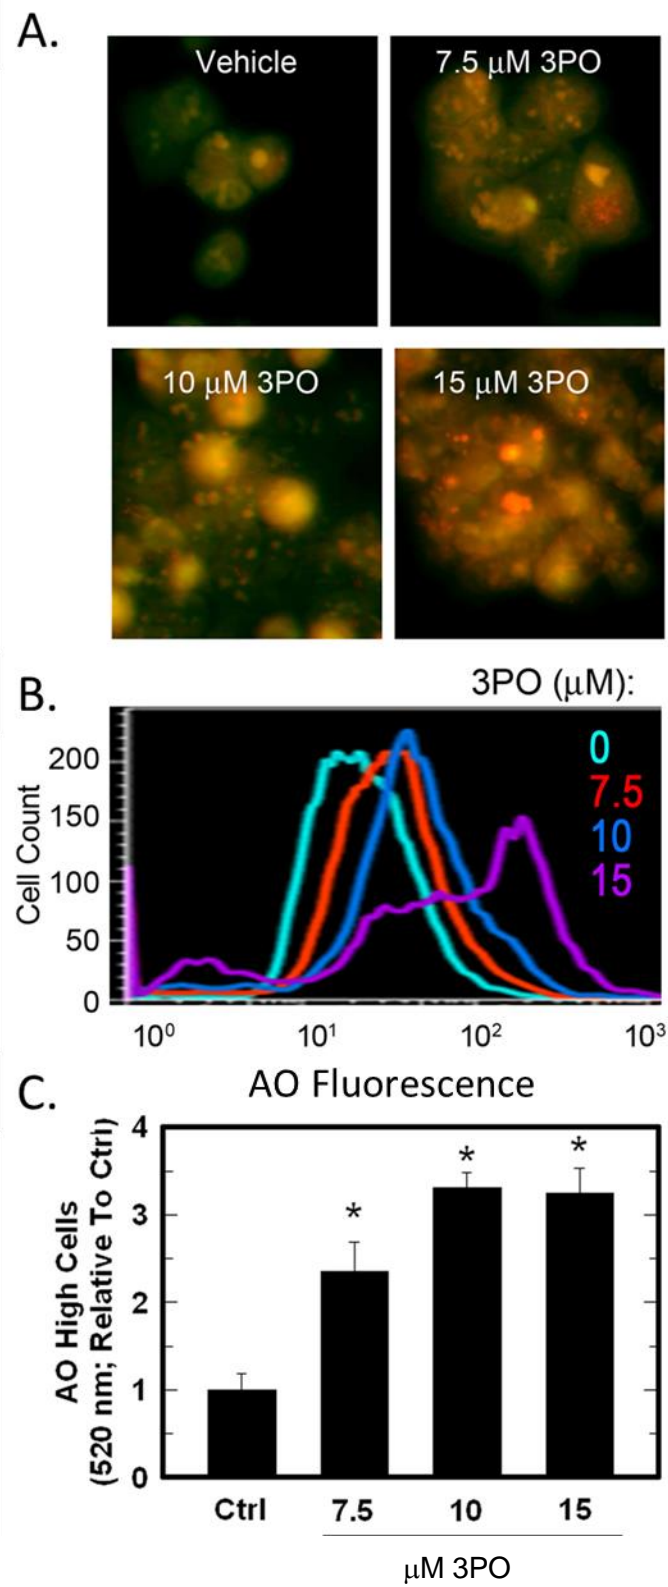 A.
Vehicle
7.5 μM 3PO
10 μM 3PO
15 μM 3PO
B.
3PO (μM):
0
7.5
10
15
Cell Count
200
150
100
50
0
10⁰ 10¹ 10² 10³
AO Fluorescence
C.
AO High Cells
(520 nm; Relative To Ctrl)
4
*
*
*
3
2
1
0
Ctrl 7.5 10 15
μM 3PO